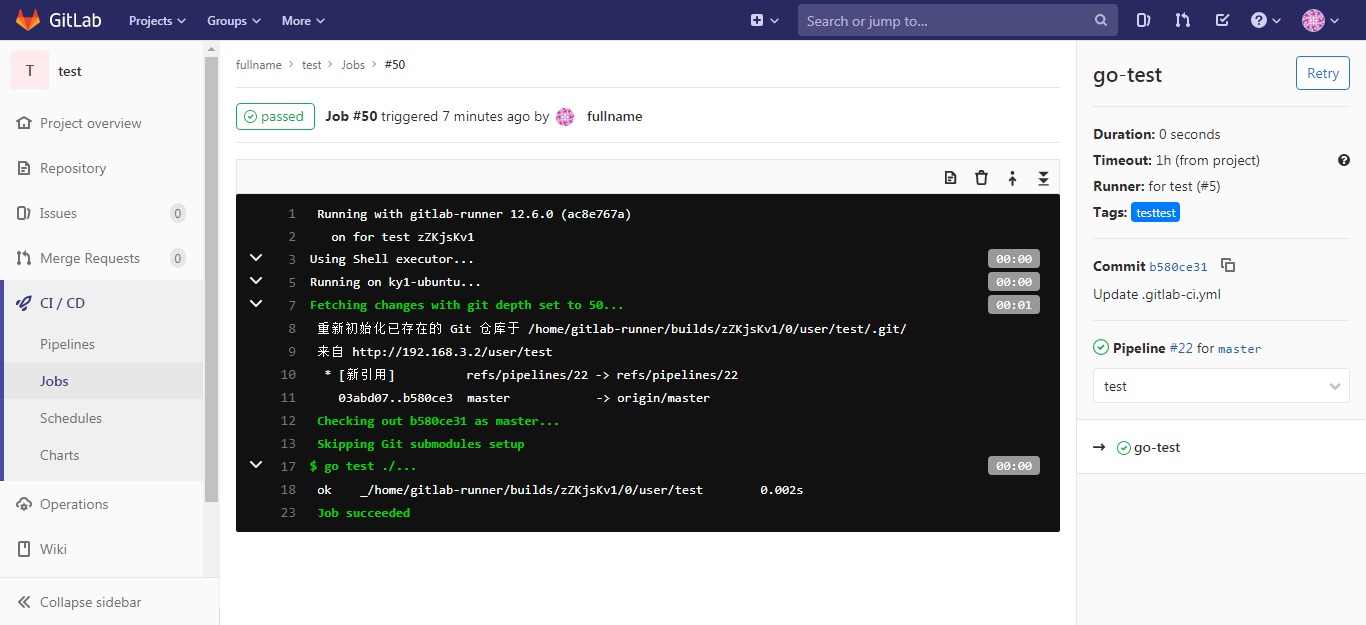 GitLab Projects Groups More Search or jump to...
T test
Project overview
Repository
Issues 0
Merge Requests 0
CI / CD
Pipelines
Jobs
Schedules
Charts
Operations
Wiki
Collapse sidebar
fullname > test > Jobs > #50
passed Job #50 triggered 7 minutes ago by fullname
1 Running with gitlab-runner 12.6.0 (ac8e767a)
2 on for test zZKjsKv1
3 Using Shell executor... 00:00
5 Running on ky1-ubuntu... 00:00
7 Fetching changes with git depth set to 50... 00:01
8 重新初始化已存在的 Git 仓库于 /home/gitlab-runner/builds/zZKjsKv1/0/user/test/.git/
9 来自 http://192.168.3.2/user/test
10 * [新引用] refs/pipelines/22 -> refs/pipelines/22
11 03abd07..b580ce3 master -> origin/master
12 Checking out b580ce31 as master...
13 Skipping Git submodules setup
17 $ go test ./... 00:00
18 ok _/home/gitlab-runner/builds/zZKjsKv1/0/user/test 0.002s
23 Job succeeded
go-test Retry
Duration: 0 seconds
Timeout: 1h (from project)
Runner: for test (#5)
Tags: testtest
Commit b580ce31
Update .gitlab-ci.yml
Pipeline #22 for master
test
→ go-test